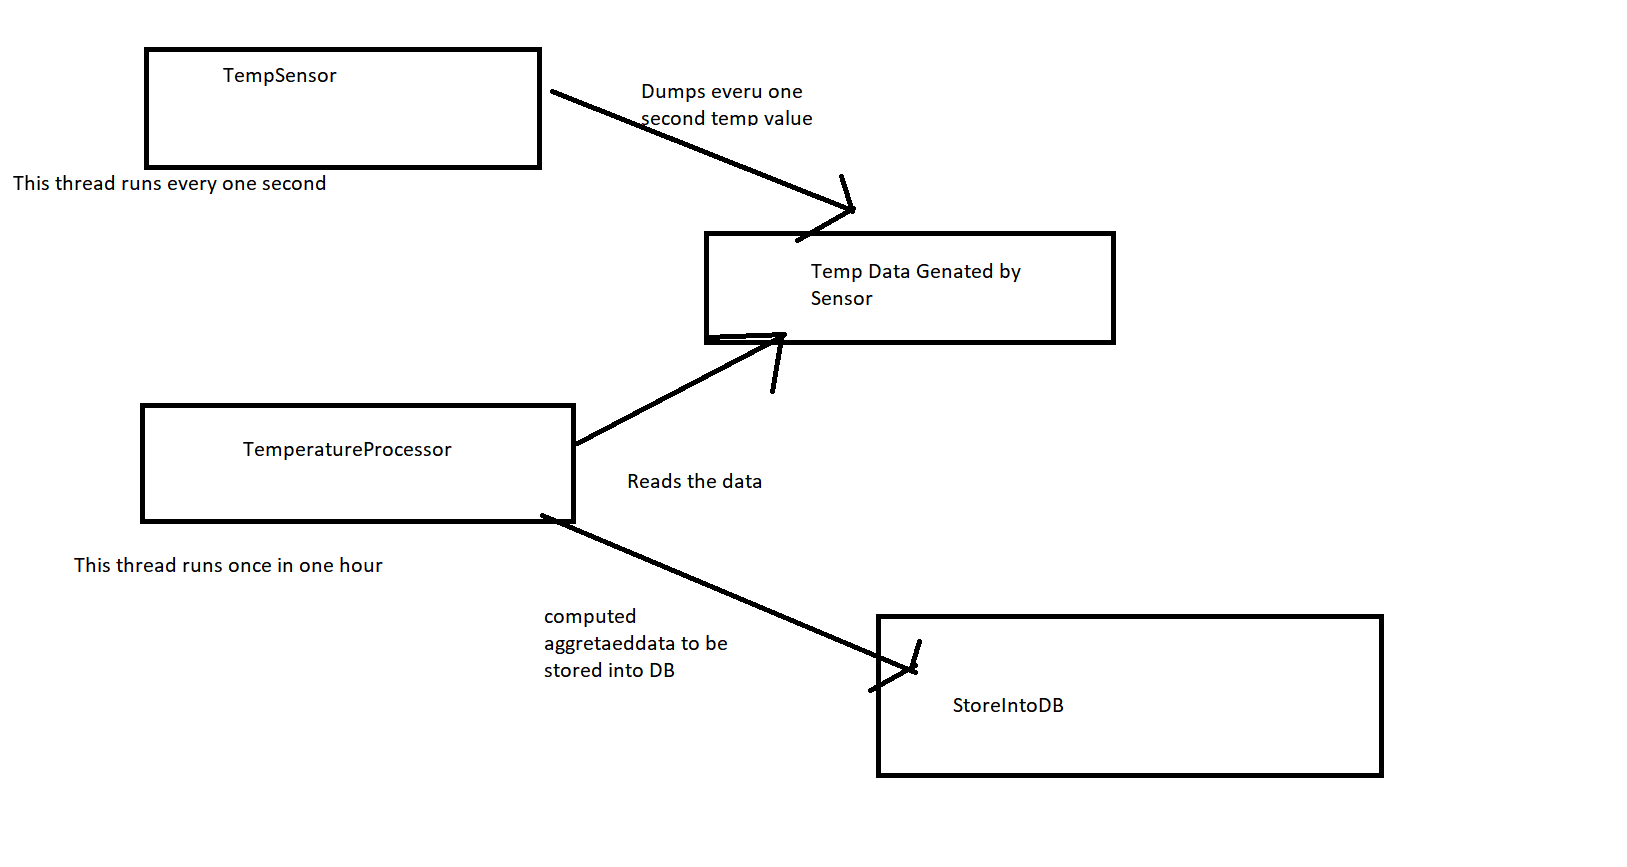 TempSensor
Dumps everu one
second temp value
This thread runs every one second
Temp Data Genated by
Sensor
TemperatureProcessor
Reads the data
This thread runs once in one hour
computed
aggretaeddata to be
stored into DB
StoreIntoDB